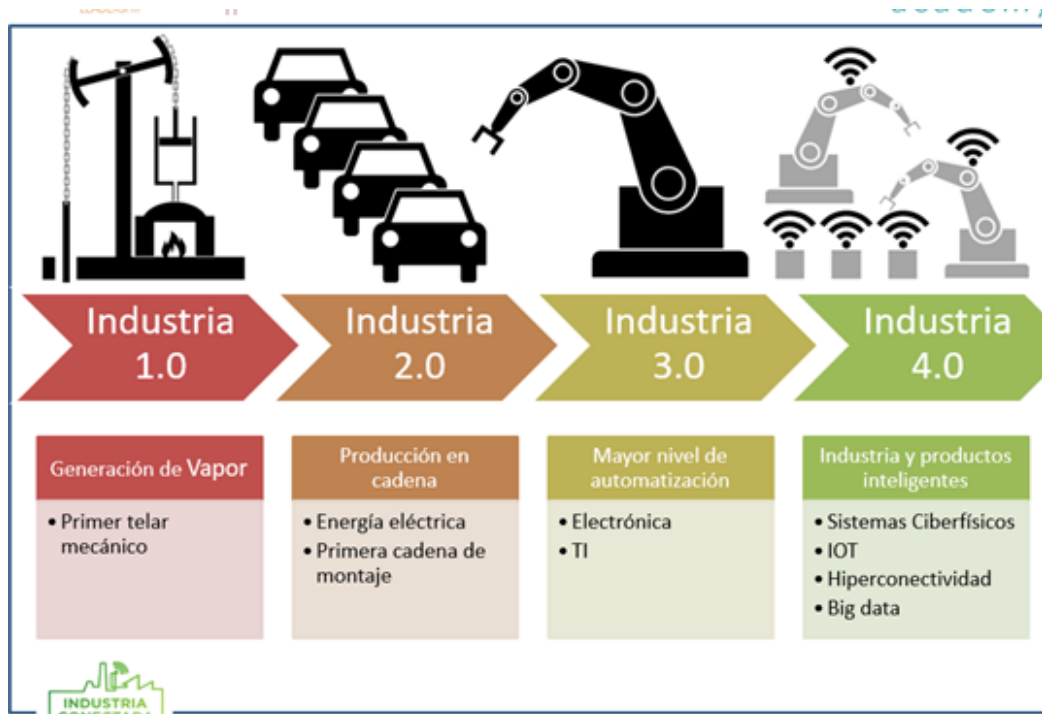 Industria
1.0
Industria
2.0
Industria
3.0
Industria
4.0
Generación de Vapor
• Primer telar
mecánico
Producción en
cadena
• Energía eléctrica
• Primera cadena de
montaje
Mayor nivel de
automatización
• Electrónica
• TI
Industria y productos
inteligentes
• Sistemas Ciberfísicos
• IOT
• Hiperconectividad
• Big data
INDUSTRIA
CONECTADA